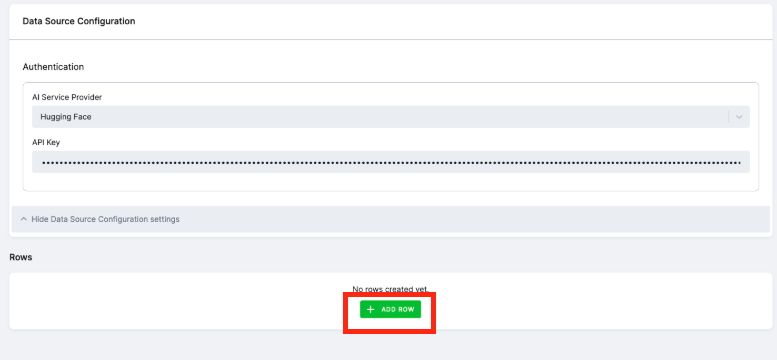 Data Source Configuration
Authentication
AI Service Provider
Hugging Face
API Key
••••••••••••••••••••••••••••••••••••••••••••••••••••••••••••••••••••••••••••••••••••••••••••••••••••••••••••••••••••••••••••••••••••••••
Hide Data Source Configuration settings
Rows
No rows created yet.
+ ADD ROW